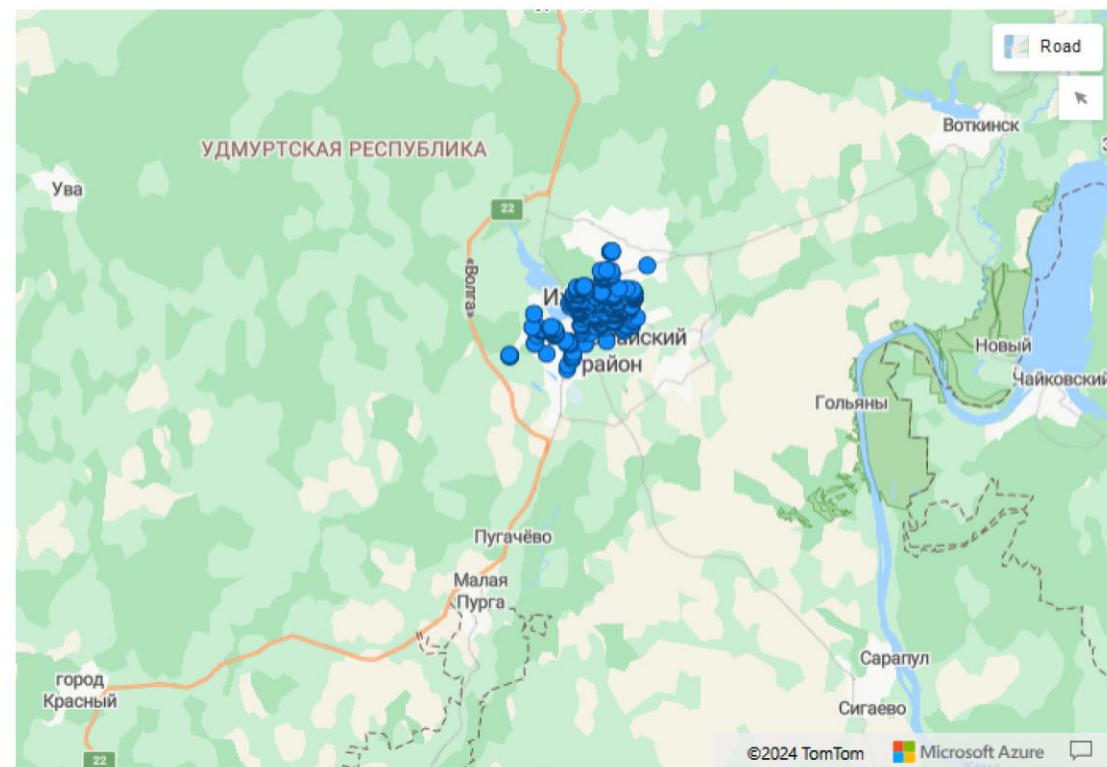 Road
Воткинск
УДМУРТСКАЯ РЕСПУБЛИКА
Ува
22
«Волга»
район
Новый
Чайковский
Гольяны
Пугачёво
Малая
Пурга
Сарапул
город
Красный
Сигаево
22
©2024 TomTom
Microsoft Azure